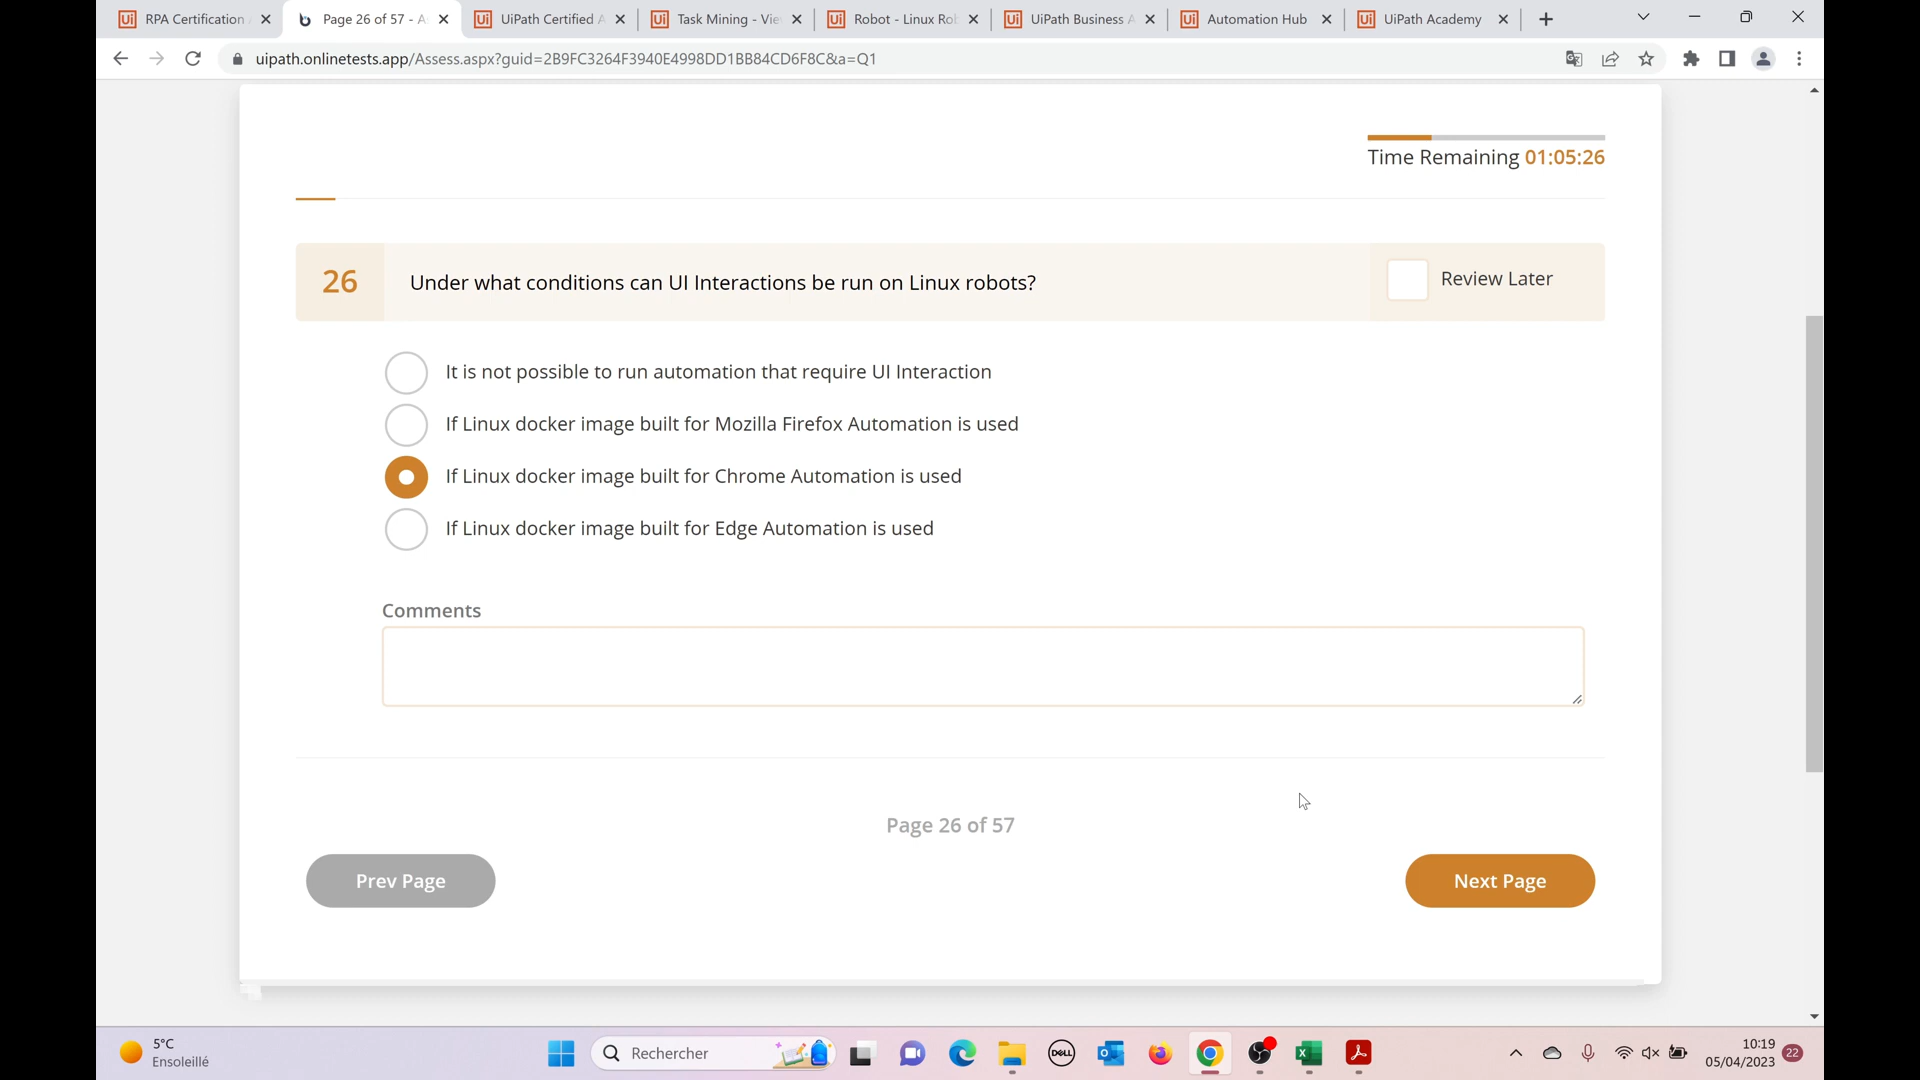 RPA Certification
Page 26 of 57 - A
UiPath Certified A
Task Mining - Vie
Robot - Linux Rob
UiPath Business A
Automation Hub
UiPath Academy
uipath.onlinetests.app/Assess.aspx?guid=2B9FC3264F3940E4998DD1BB84CD6F8C&a=Q1
Time Remaining 01:05:26
26
Under what conditions can UI Interactions be run on Linux robots?
Review Later
It is not possible to run automation that require UI Interaction
If Linux docker image built for Mozilla Firefox Automation is used
If Linux docker image built for Chrome Automation is used
If Linux docker image built for Edge Automation is used
Comments
Page 26 of 57
Prev Page
Next Page
5°C
Ensoleillé
Rechercher
DELL
10:19
05/04/2023
22